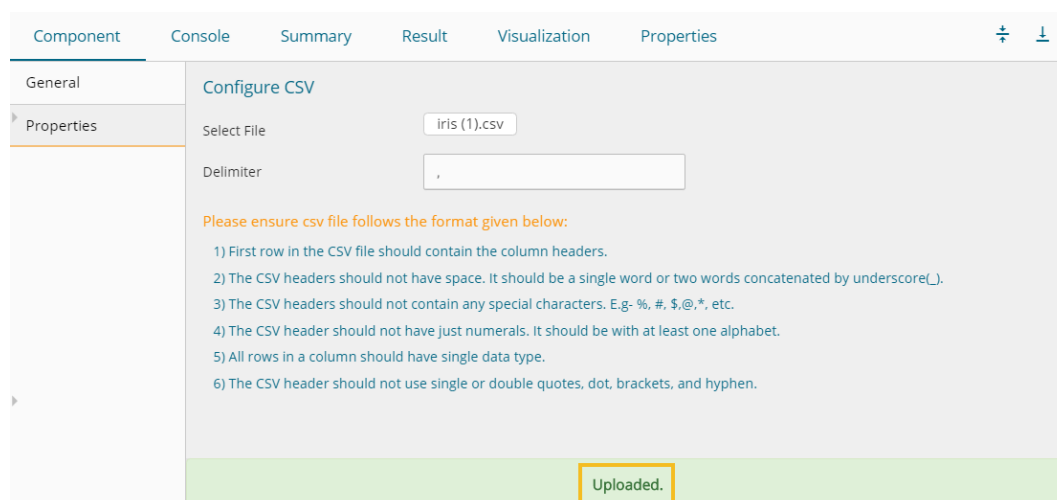 Component Console Summary Result Visualization Properties
General
Properties
Configure CSV
Select File iris (1).csv
Delimiter ,
Please ensure csv file follows the format given below:
1) First row in the CSV file should contain the column headers.
2) The CSV headers should not have space. It should be a single word or two words concatenated by underscore(_).
3) The CSV headers should not contain any special characters. E.g- %, #, $,@,*, etc.
4) The CSV header should not have just numerals. It should be with at least one alphabet.
5) All rows in a column should have single data type.
6) The CSV header should not use single or double quotes, dot, brackets, and hyphen.
Uploaded.